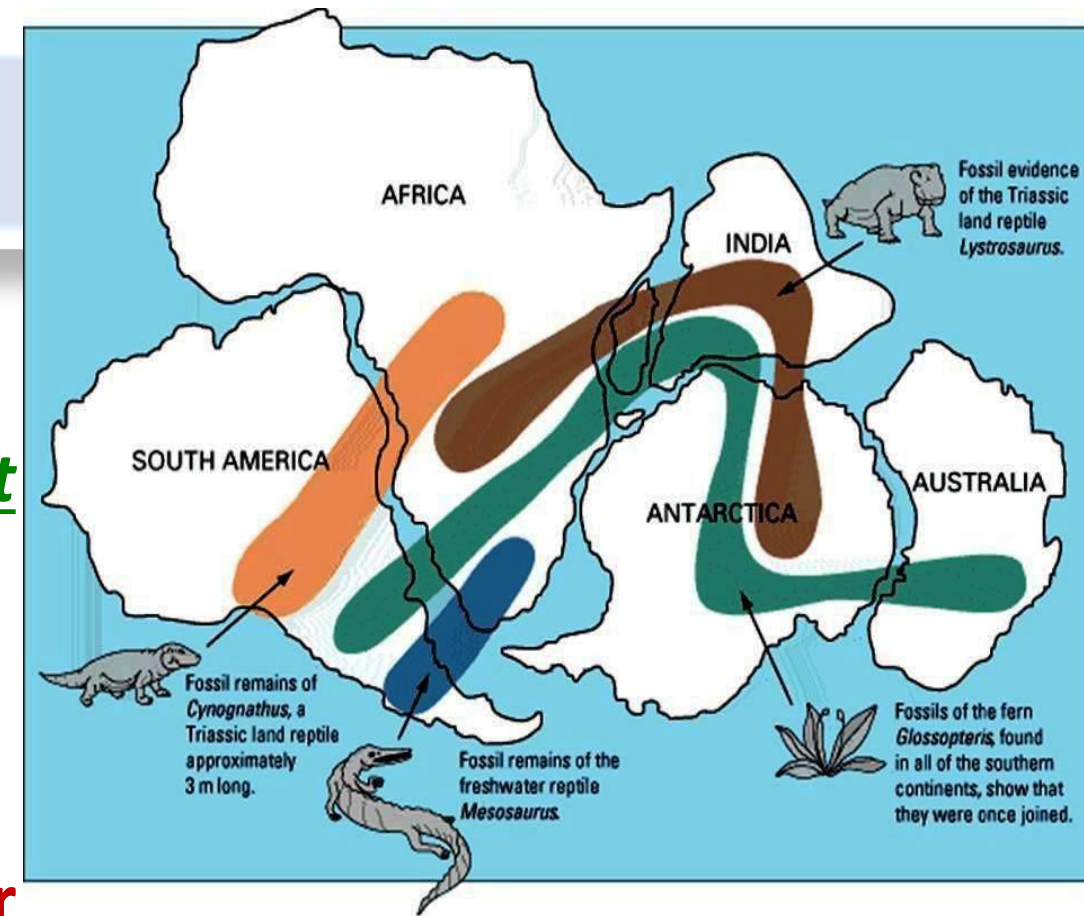 AFRICA
INDIA
Fossil evidence
of the Triassic
land reptile
Lystrosaurus.
SOUTH AMERICA
t
ANTARCTICA
AUSTRALIA
Fossil remains of
Cynognathus, a
Triassic land reptile
approximately
3 m long.
Fossil remains of the
freshwater reptile
Mesosaurus.
Fossils of the fern
Glossopteris, found
in all of the southern
continents, show that
they were once joined.
r